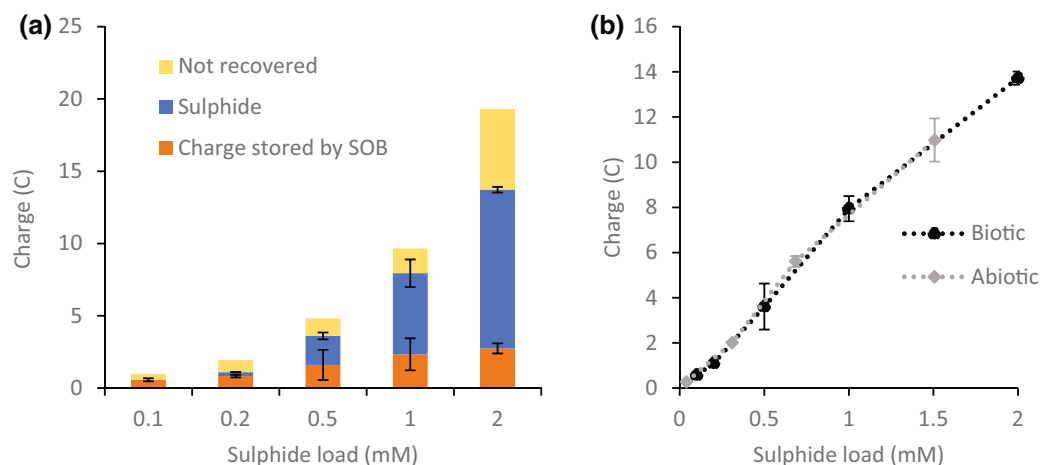 (a)
25
20
15
10
5
0
Charge (C)
Not recovered
Sulphide
Charge stored by SOB
0.1 0.2 0.5 1 2
Sulphide load (mM)
(b)
16
14
12
10
8
6
4
2
0
Charge (C)
Biotic
Abiotic
0 0.5 1 1.5 2
Sulphide load (mM)